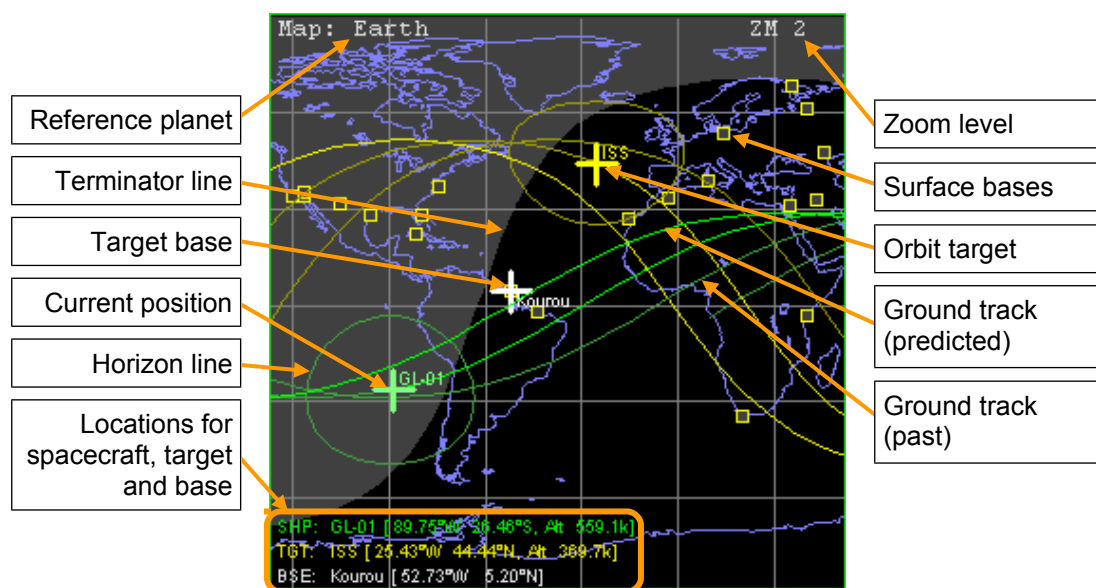 Map: Earth
ZM 2
Reference planet
Terminator line
Target base
Current position
Horizon line
Locations for
spacecraft, target
and base
ISS
Kourou
GL-01
Zoom level
Surface bases
Orbit target
Ground track
(predicted)
Ground track
(past)
SHP: GL-01 [89.75°W 26.46°S, Alt 559.1k]
TGT: ISS [25.43°W 44.44°N, Alt 369.7k]
BSE: Kourou [52.73°W 5.20°N]